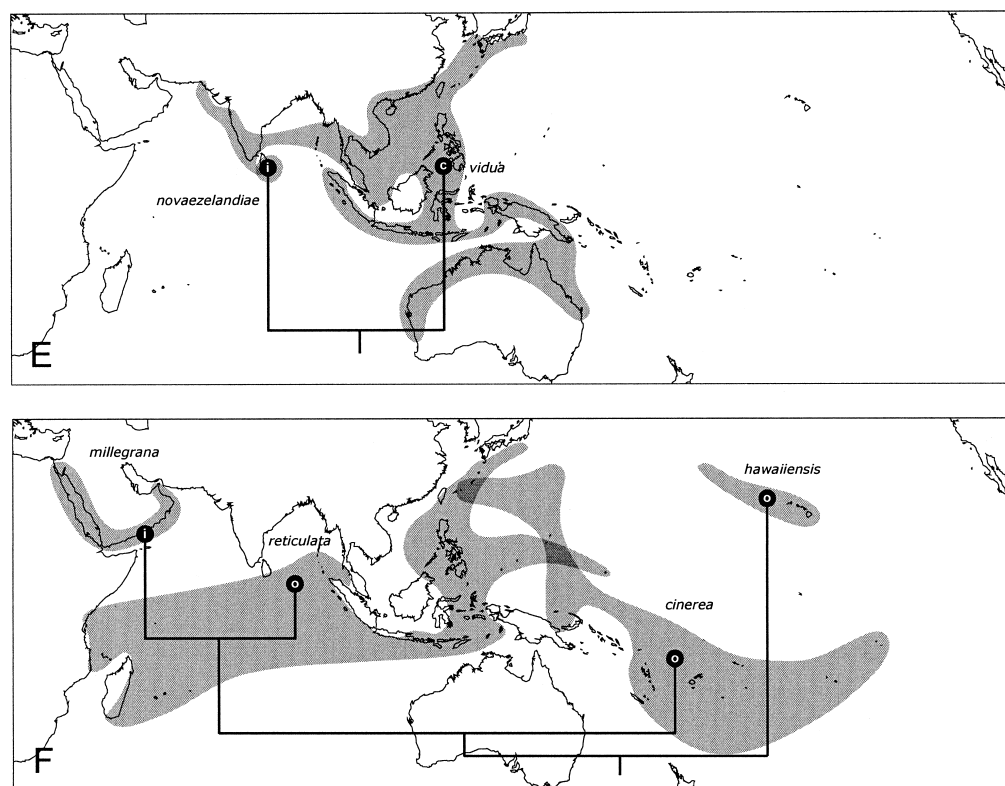 i
c
vidua
novaezelandiae
E
millegrana
hawaiiensis
o
i
reticulata
o
cinerea
o
F